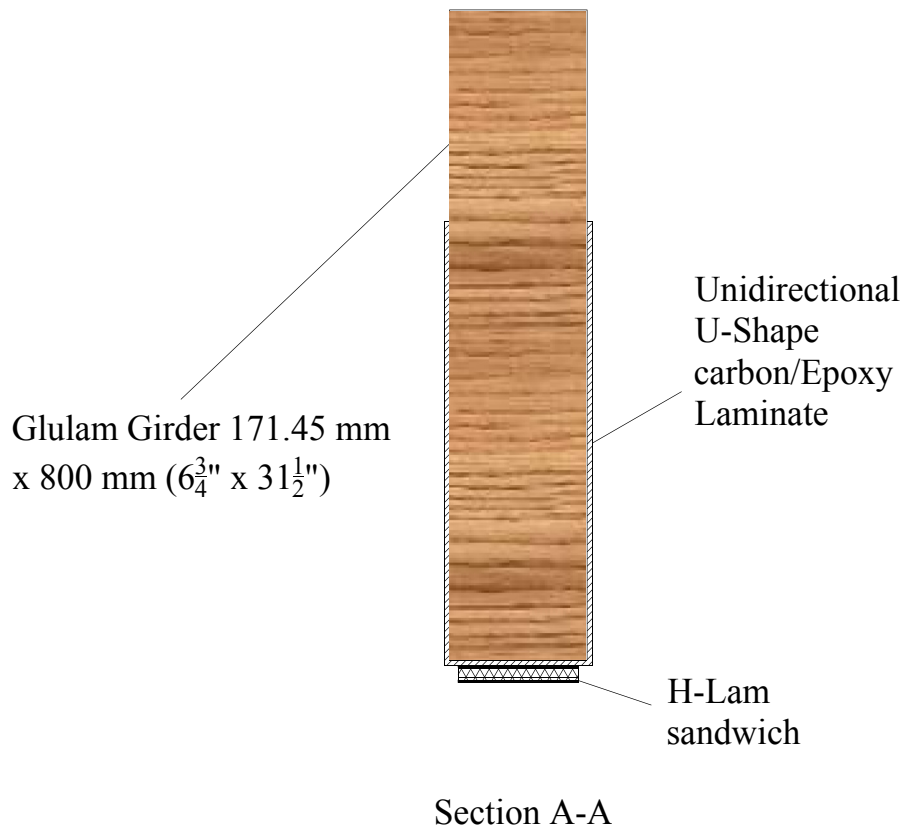 Unidirectional
U-Shape
carbon/Epoxy
Laminate
Glulam Girder 171.45 mm
x 800 mm (6¾" x 31½")
H-Lam
sandwich
Section A-A